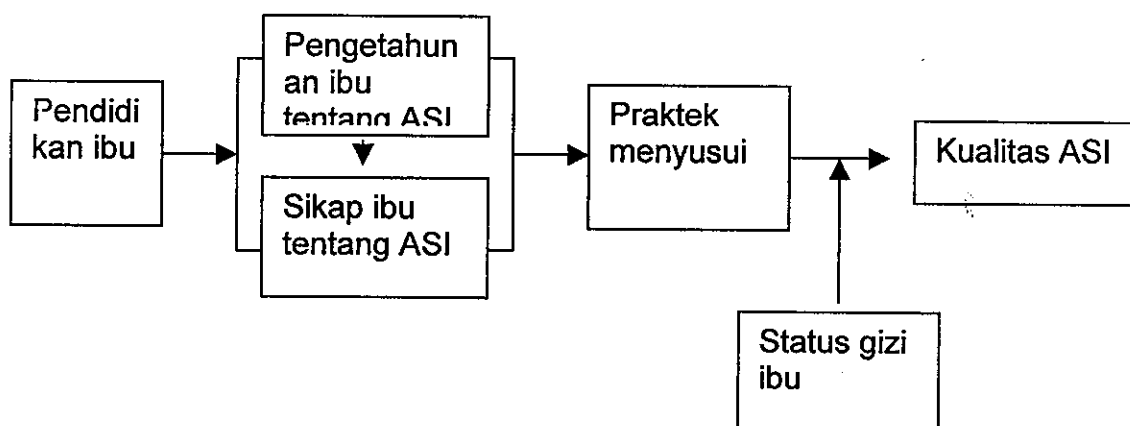 Pendidi
kan ibu
Pengetahun
an ibu
tentang ASI
Sikap ibu
tentang ASI
Praktek
menyusui
Kualitas ASI
Status gizi
ibu